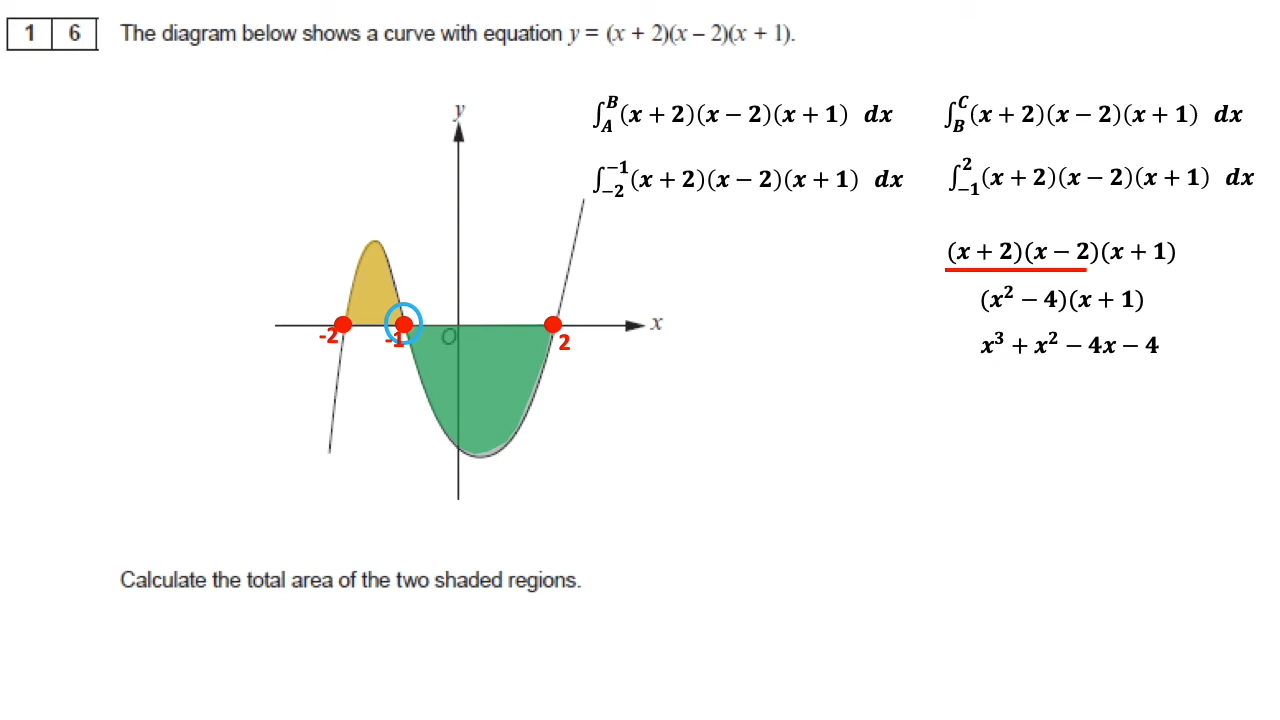 1 6 The diagram below shows a curve with equation y = (x + 2)(x – 2)(x + 1).
y
x
O
-2
-1
2
∫_A^B (x + 2)(x − 2)(x + 1) dx
∫_{−2}^{−1} (x + 2)(x − 2)(x + 1) dx
∫_B^C (x + 2)(x − 2)(x + 1) dx
∫_{−1}^{2} (x + 2)(x − 2)(x + 1) dx
(x + 2)(x − 2)(x + 1)
(x² − 4)(x + 1)
x³ + x² − 4x − 4
Calculate the total area of the two shaded regions.